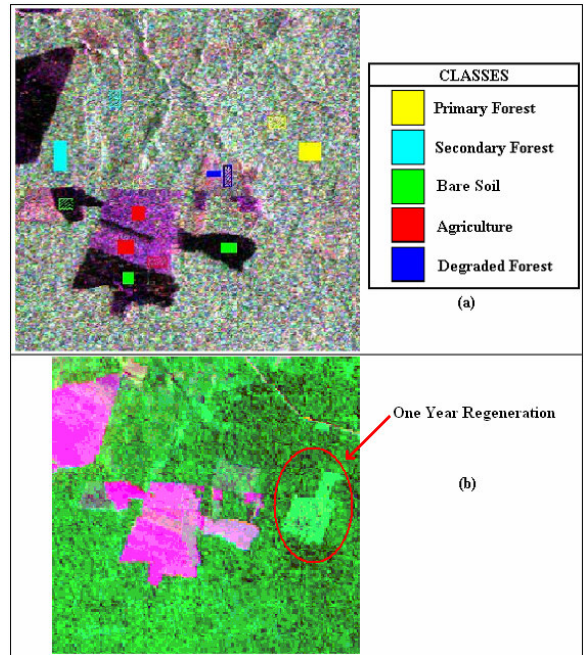 CLASSES
Primary Forest
Secondary Forest
Bare Soil
Agriculture
Degraded Forest
(a)
One Year Regeneration
(b)